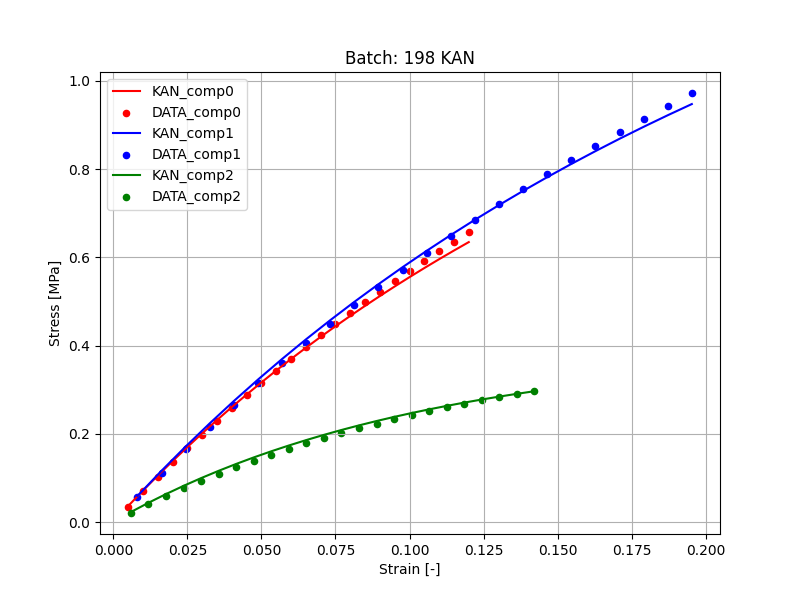 Batch: 198 KAN
KAN_comp0
DATA_comp0
KAN_comp1
DATA_comp1
KAN_comp2
DATA_comp2
Stress [MPa]
1.0
0.8
0.6
0.4
0.2
0.0
0.000 0.025 0.050 0.075 0.100 0.125 0.150 0.175 0.200
Strain [-]